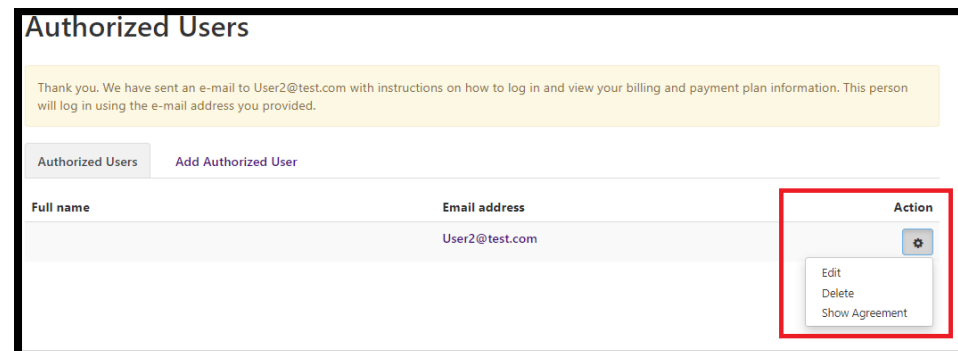 Authorized Users
Thank you. We have sent an e-mail to User2@test.com with instructions on how to log in and view your billing and payment plan information. This person
will log in using the e-mail address you provided.
Authorized Users Add Authorized User
Full name Email address Action
User2@test.com
Edit
Delete
Show Agreement